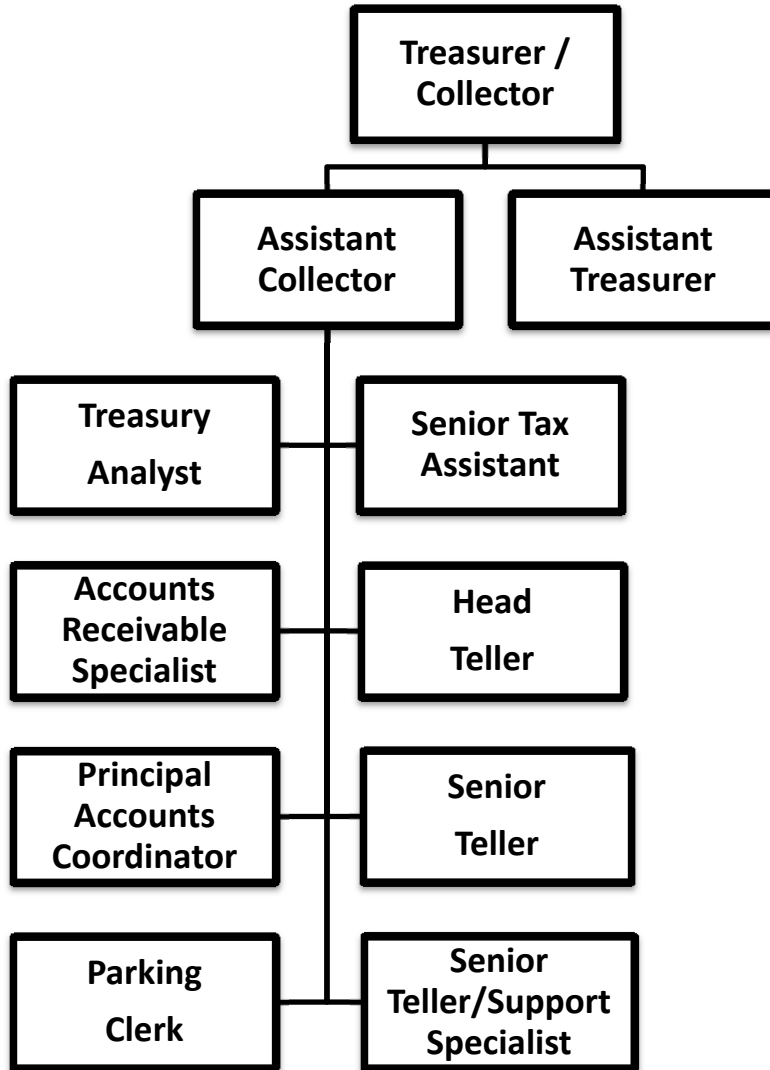 Treasurer /
Collector
Assistant
Collector
Assistant
Treasurer
Treasury
Analyst
Senior Tax
Assistant
Accounts
Receivable
Specialist
Head
Teller
Principal
Accounts
Coordinator
Senior
Teller
Parking
Clerk
Senior
Teller/Support
Specialist